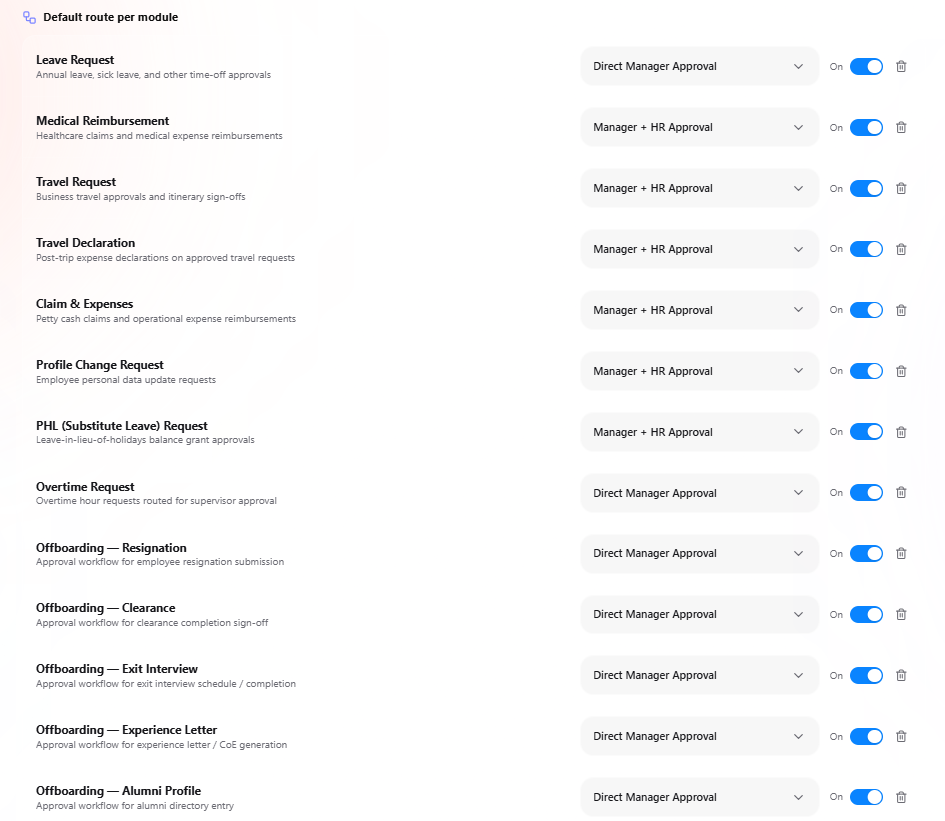 Default route per module
Leave Request
Annual leave, sick leave, and other time-off approvals
Direct Manager Approval
On
Medical Reimbursement
Healthcare claims and medical expense reimbursements
Manager + HR Approval
On
Travel Request
Business travel approvals and itinerary sign-offs
Manager + HR Approval
On
Travel Declaration
Post-trip expense declarations on approved travel requests
Manager + HR Approval
On
Claim & Expenses
Petty cash claims and operational expense reimbursements
Manager + HR Approval
On
Profile Change Request
Employee personal data update requests
Manager + HR Approval
On
PHL (Substitute Leave) Request
Leave-in-lieu-of-holidays balance grant approvals
Manager + HR Approval
On
Overtime Request
Overtime hour requests routed for supervisor approval
Direct Manager Approval
On
Offboarding — Resignation
Approval workflow for employee resignation submission
Direct Manager Approval
On
Offboarding — Clearance
Approval workflow for clearance completion sign-off
Direct Manager Approval
On
Offboarding — Exit Interview
Approval workflow for exit interview schedule / completion
Direct Manager Approval
On
Offboarding — Experience Letter
Approval workflow for experience letter / CoE generation
Direct Manager Approval
On
Offboarding — Alumni Profile
Approval workflow for alumni directory entry
Direct Manager Approval
On